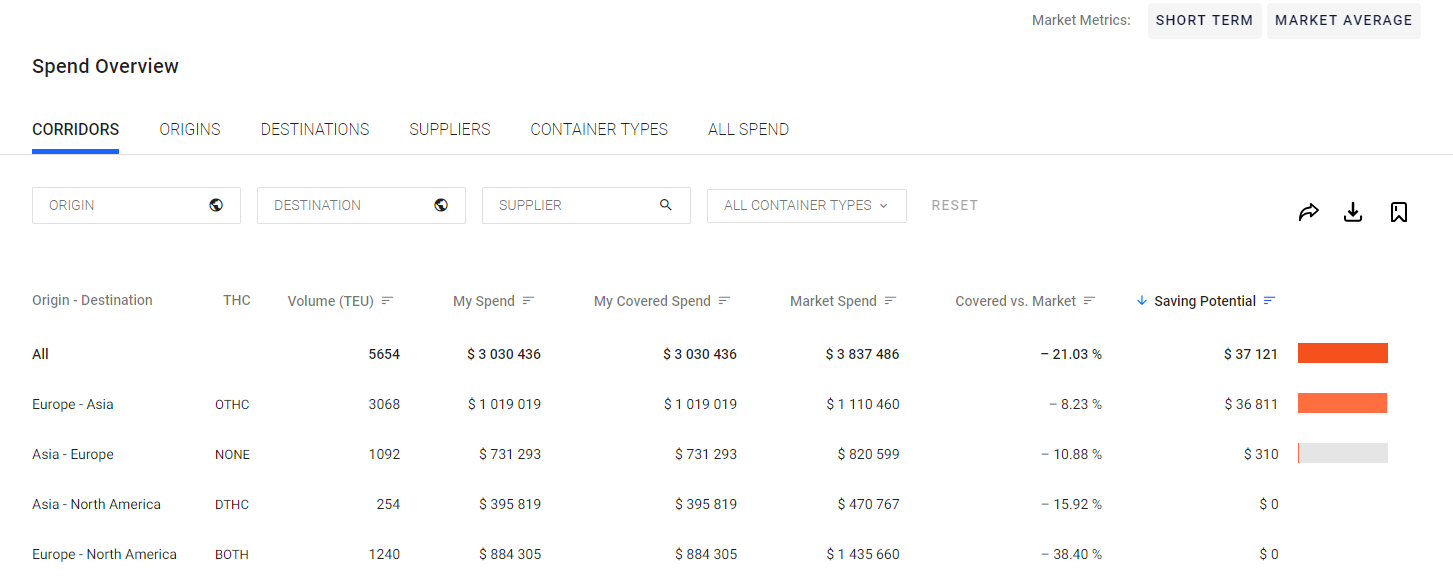 Market Metrics: SHORT TERM MARKET AVERAGE
Spend Overview
CORRIDORS ORIGINS DESTINATIONS SUPPLIERS CONTAINER TYPES ALL SPEND
ORIGIN DESTINATION SUPPLIER ALL CONTAINER TYPES RESET
Origin - Destination THC Volume (TEU) My Spend My Covered Spend Market Spend Covered vs. Market Saving Potential
All 5654 $ 3 030 436 $ 3 030 436 $ 3 837 486 – 21.03 % $ 37 121
Europe - Asia OTHC 3068 $ 1 019 019 $ 1 019 019 $ 1 110 460 – 8.23 % $ 36 811
Asia - Europe NONE 1092 $ 731 293 $ 731 293 $ 820 599 – 10.88 % $ 310
Asia - North America DTHC 254 $ 395 819 $ 395 819 $ 470 767 – 15.92 % $ 0
Europe - North America BOTH 1240 $ 884 305 $ 884 305 $ 1 435 660 – 38.40 % $ 0